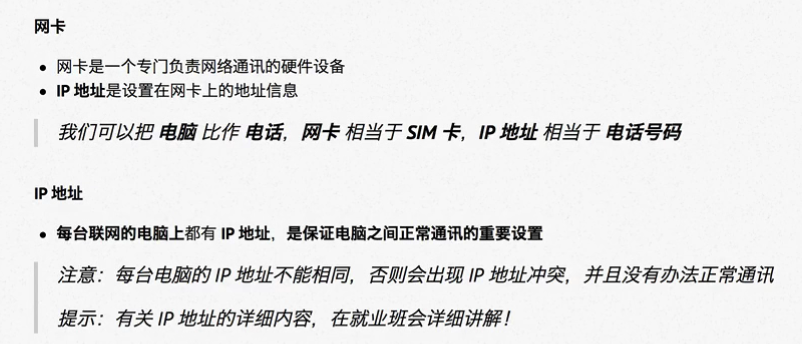 网卡
网卡是一个专门负责网络通讯的硬件设备
IP 地址是设置在网卡上的地址信息
我们可以把 电脑 比作 电话，网卡 相当于 SIM 卡，IP 地址 相当于 电话号码
IP 地址
每台联网的电脑上都有 IP 地址，是保证电脑之间正常通讯的重要设置
注意：每台电脑的 IP 地址不能相同，否则会出现 IP 地址冲突，并且没有办法正常通讯
提示：有关 IP 地址的详细内容，在就业班会详细讲解！